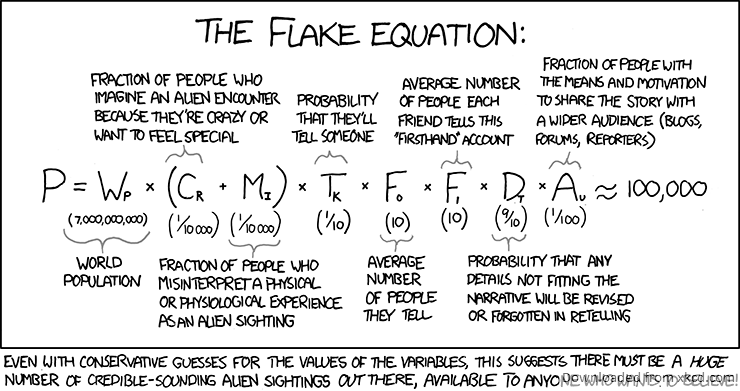 THE FLAKE EQUATION:
FRACTION OF PEOPLE WHO
IMAGINE AN ALIEN ENCOUNTER
BECAUSE THEY'RE CRAZY OR
WANT TO FEEL SPECIAL
PROBABILITY
THAT THEY'LL
TELL SOMEONE
AVERAGE NUMBER
OF PEOPLE EACH
FRIEND TELLS THIS
"FIRSTHAND" ACCOUNT
FRACTION OF PEOPLE WITH
THE MEANS AND MOTIVATION
TO SHARE THE STORY WITH
A WIDER AUDIENCE (BLOGS,
FORUMS, REPORTERS)
P = WP × (CR + MI) × TK × F0 × F1 × DT × AU ≈ 100,000
(7,000,000,000) (1/10000) (1/10000) (1/10) (10) (10) (9/10) (1/100)
WORLD
POPULATION
FRACTION OF PEOPLE WHO
MISINTERPRET A PHYSICAL
OR PHYSIOLOGICAL EXPERIENCE
AS AN ALIEN SIGHTING
AVERAGE
NUMBER
OF PEOPLE
THEY TELL
PROBABILITY THAT ANY
DETAILS NOT FITTING THE
NARRATIVE WILL BE REVISED
OR FORGOTTEN IN RETELLING
EVEN WITH CONSERVATIVE GUESSES FOR THE VALUES OF THE VARIABLES, THIS SUGGESTS THERE MUST BE A HUGE
NUMBER OF CREDIBLE-SOUNDING ALIEN SIGHTINGS OUT THERE, AVAILABLE TO ANYONE WHO WANTS TO BELIEVE!
Downloaded from xkcd.com